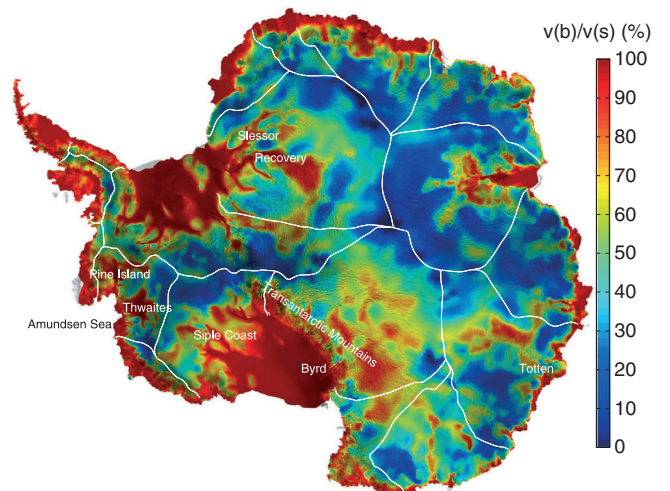 v(b)/v(s) (%)
100
90
80
70
60
50
40
30
20
10
0
Slessor
Recovery
Pine Island
Thwaites
Amundsen Sea
Siple Coast
Transantarctic Mountains
Byrd
Totten